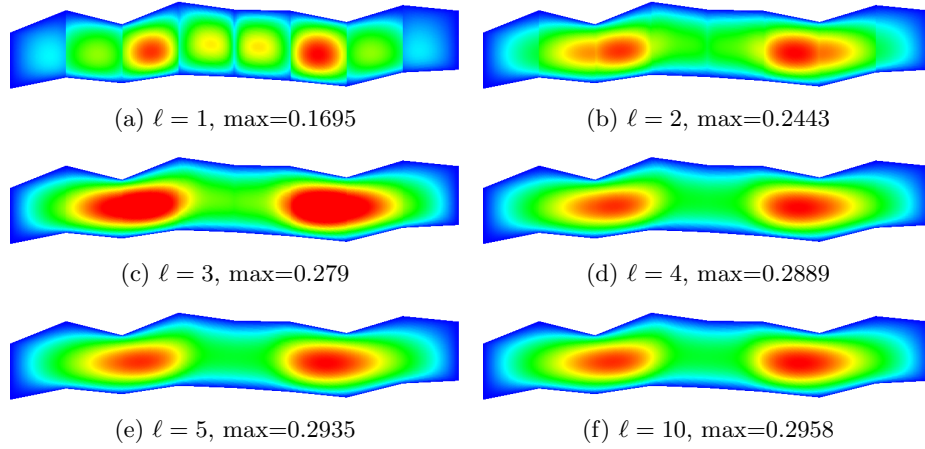 (a) ℓ = 1, max=0.1695
(b) ℓ = 2, max=0.2443
(c) ℓ = 3, max=0.279
(d) ℓ = 4, max=0.2889
(e) ℓ = 5, max=0.2935
(f) ℓ = 10, max=0.2958